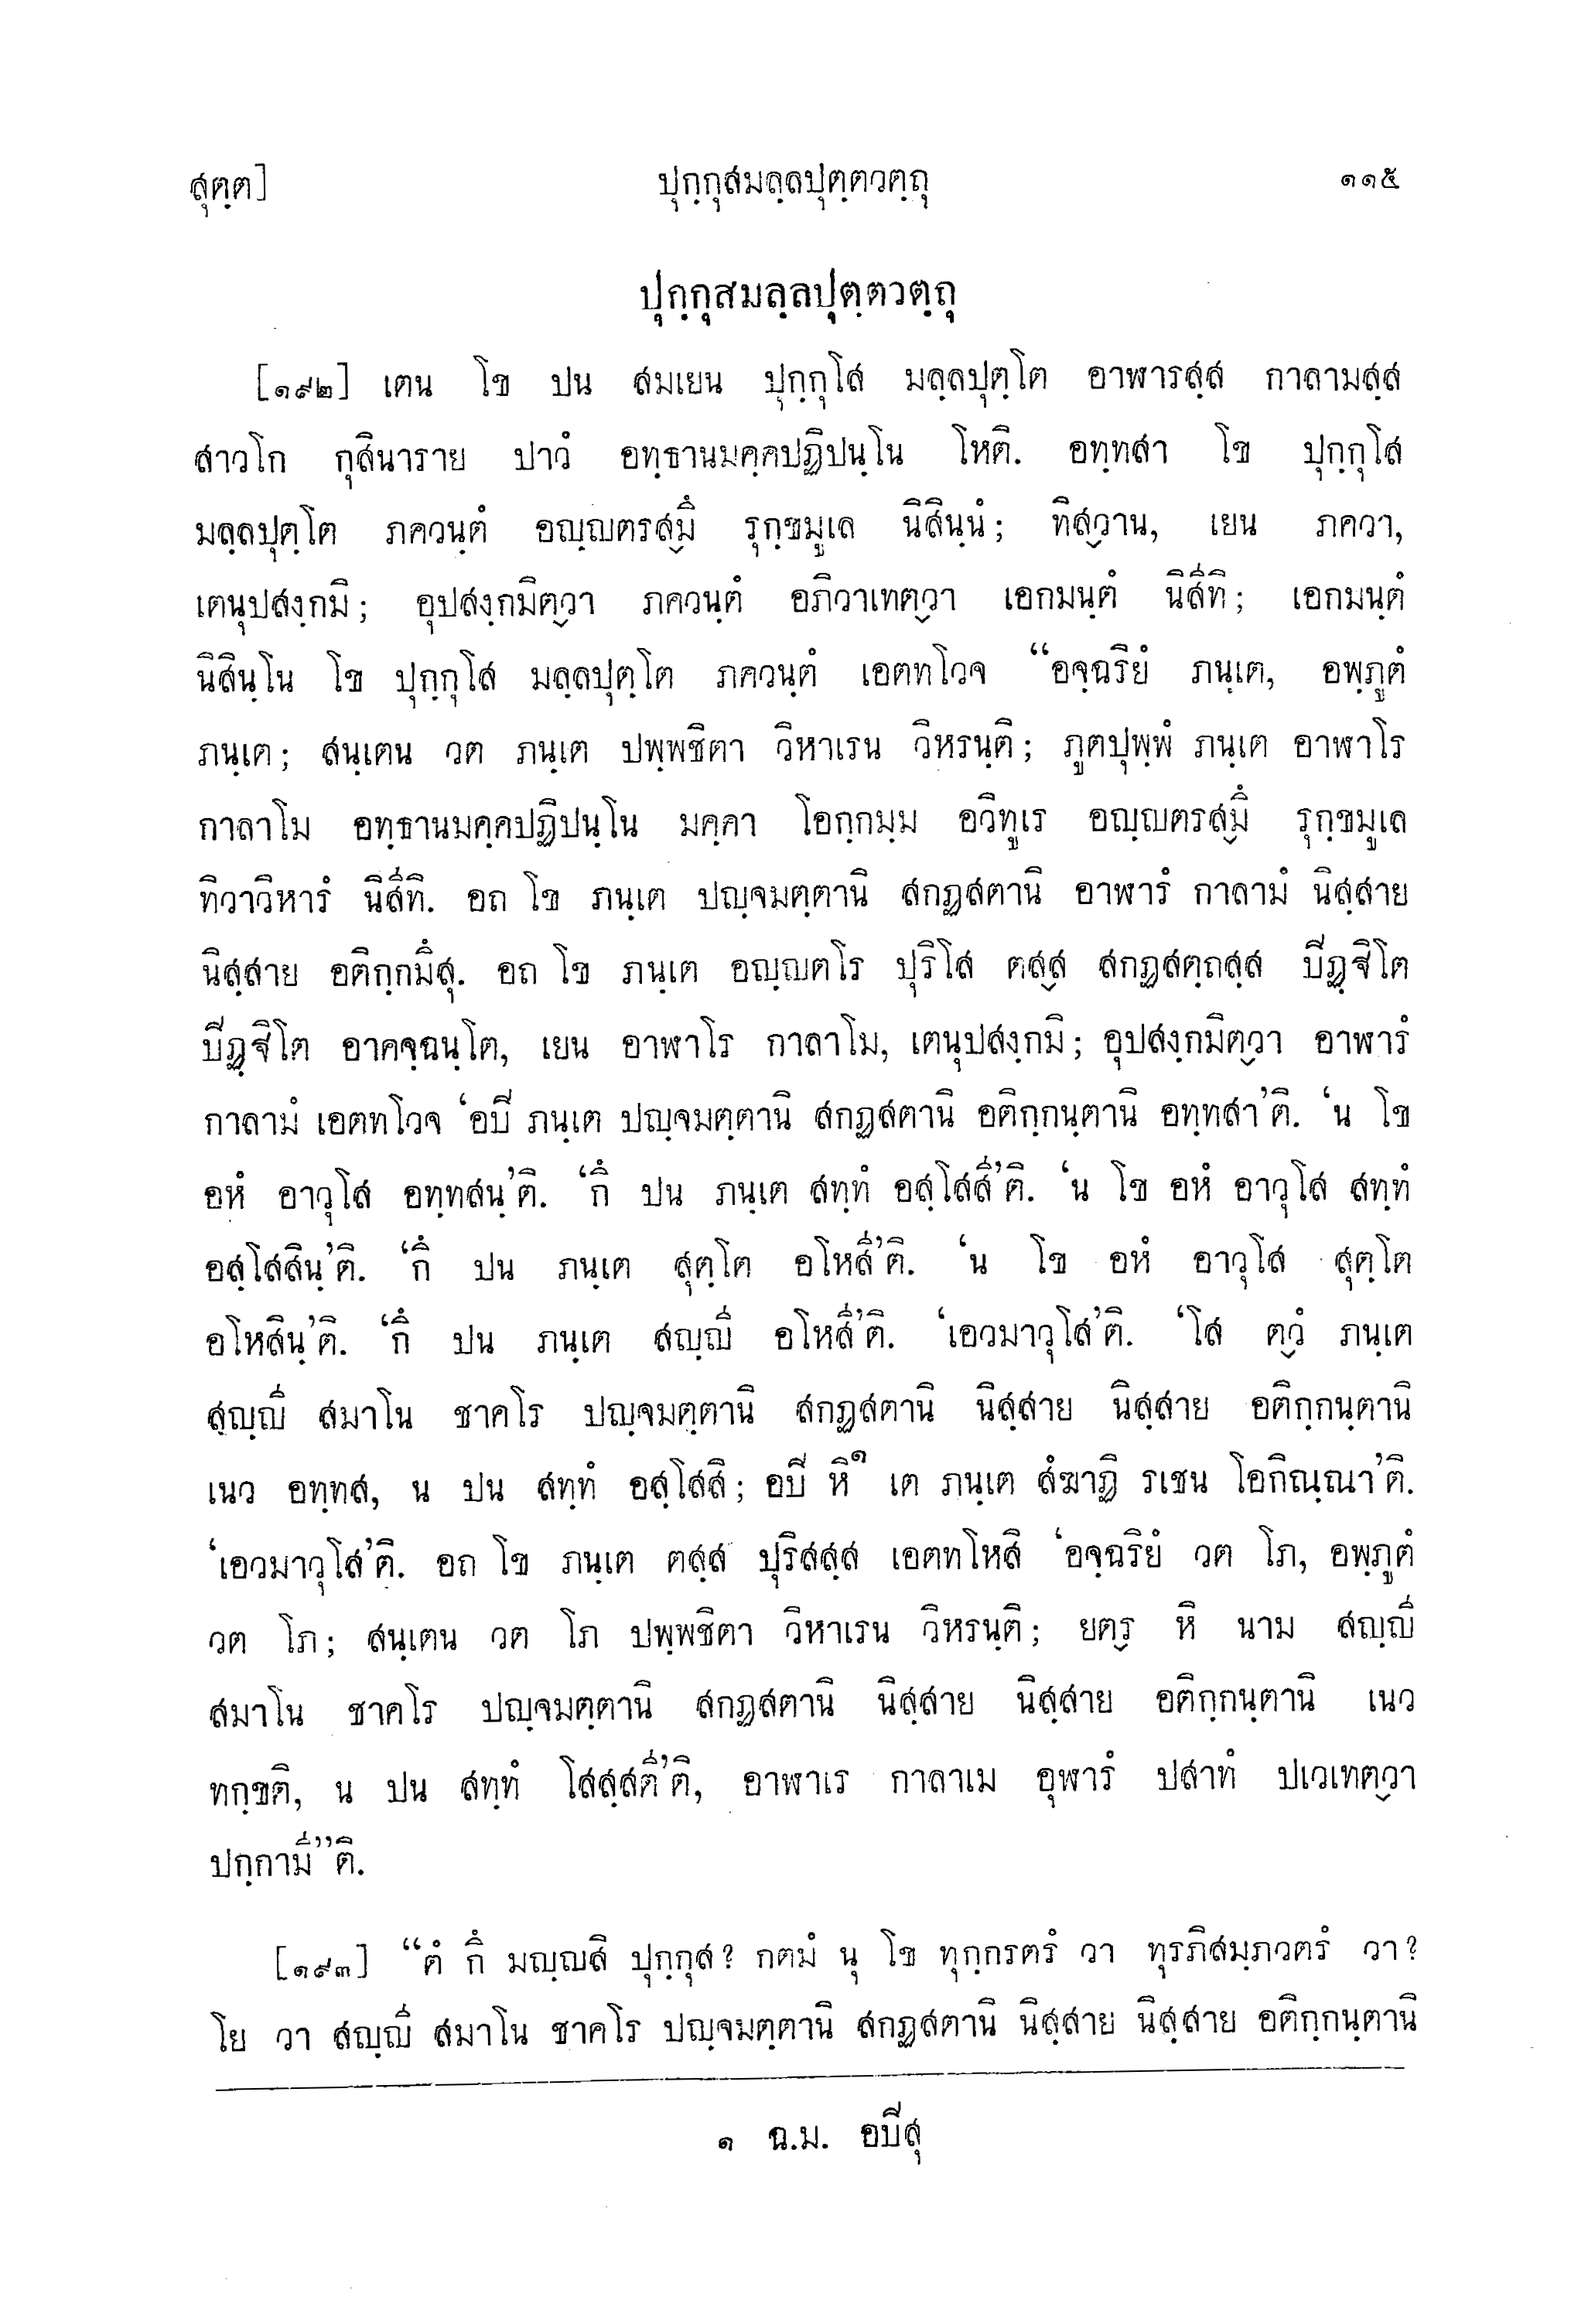 สุตฺต]
ปุกฺกุสมลฺลปุตฺตวตฺถุ
๑๑๕
ปุกฺกุสมลฺลปุตฺตวตฺถุ
[๑๙๒] เตน โข ปน สมเยน ปุกฺกุโส มลฺลปุตฺโต อาฬารสฺส กาลามสฺส
สาวโก กุสินาราย ปาวํ อทฺธานมคฺคปฏิปนฺโน โหติ. อทฺทสา โข ปุกฺกุโส
มลฺลปุตฺโต ภควนฺตํ อญฺญตรสฺมึ รุกฺขมูเล นิสินฺนํ; ทิสฺวาน, เยน ภควา,
เตนุปสงฺกมิ; อุปสงฺกมิตฺวา ภควนฺตํ อภิวาเทตฺวา เอกมนฺตํ นิสีทิ; เอกมนฺตํ
นิสินฺโน โข ปุกฺกุโส มลฺลปุตฺโต ภควนฺตํ เอตทโวจ “อจฺฉริยํ ภนฺเต, อพฺภูตํ
ภนฺเต; สนฺเตน วต ภนฺเต ปพฺพชิตา วิหาเรน วิหรนฺติ; ภูตปุพฺพํ ภนฺเต อาฬาโร
กาลาโม อทฺธานมคฺคปฏิปนฺโน มคฺคา โอกฺกมฺม อวิทูเร อญฺญตรสฺมึ รุกฺขมูเล
ทิวาวิหารํ นิสีทิ. อถ โข ภนฺเต ปญฺจมตฺตานิ สกฏสตานิ อาฬารํ กาลามํ นิสฺสาย
นิสฺสาย อติกฺกมึสุ. อถ โข ภนฺเต อญฺญตโร ปุริโส ตสฺส สกฏสตฺถสฺส ปีฏฺฐิโต
ปีฏฺฐิโต อาคจฺฉนฺโต, เยน อาฬาโร กาลาโม, เตนุปสงฺกมิ; อุปสงฺกมิตฺวา อาฬารํ
กาลามํ เอตทโวจ ‘อปี ภนฺเต ปญฺจมตฺตานิ สกฏสตานิ อติกฺกนฺตานิ อทฺทสา’ติ. ‘น โข
อหํ อาวุโส อทฺทสนฺ’ติ. ‘กึ ปน ภนฺเต สทฺทํ อสฺโสสี’ติ. ‘น โข อหํ อาวุโส สทฺทํ
อสฺโสสินฺ’ติ. ‘กึ ปน ภนฺเต สุตฺโต อโหสี’ติ. ‘น โข อหํ อาวุโส สุตฺโต
อโหสินฺ’ติ. ‘กึ ปน ภนฺเต สญฺญี อโหสี’ติ. ‘เอวมาวุโส’ติ. ‘โส ตฺวํ ภนฺเต
สญฺญี สมาโน ชาคโร ปญฺจมตฺตานิ สกฏสตานิ นิสฺสาย นิสฺสาย อติกฺกนฺตานิ
เนว อทฺทส, น ปน สทฺทํ อสฺโสสิ; อปี หิ๑ เต ภนฺเต สํฆาฏิ รเชน โอกิณฺณา’ติ.
‘เอวมาวุโส’ติ. อถ โข ภนฺเต ตสฺส ปุริสสฺส เอตทโหสิ ‘อจฺฉริยํ วต โภ, อพฺภูตํ
วต โภ; สนฺเตน วต โภ ปพฺพชิตา วิหาเรน วิหรนฺติ; ยตฺร หิ นาม สญฺญี
สมาโน ชาคโร ปญฺจมตฺตานิ สกฏสตานิ นิสฺสาย นิสฺสาย อติกฺกนฺตานิ เนว
ทกฺขติ, น ปน สทฺทํ โสสฺสตี’ติ, อาฬาเร กาลาเม อุฬารํ ปสาทํ ปเวเทตฺวา
ปกฺกามี”ติ.
[๑๙๓] “ตํ กึ มญฺญสิ ปุกฺกุส? กตมํ นุ โข ทุกฺกรตรํ วา ทุรภิสมฺภวตรํ วา?
โย วา สญฺญี สมาโน ชาคโร ปญฺจมตฺตานิ สกฏสตานิ นิสฺสาย นิสฺสาย อติกฺกนฺตานิ
๑ ฉ.ม. อปีสุ